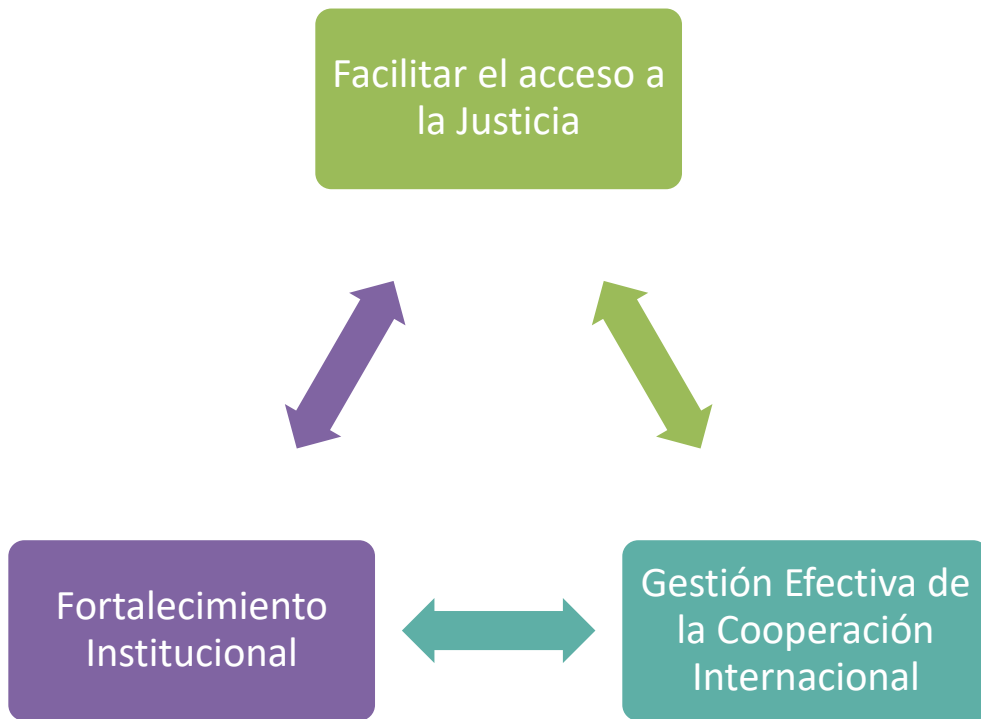 Facilitar el acceso a
la Justicia
Fortalecimiento
Institucional
Gestión Efectiva de
la Cooperación
Internacional